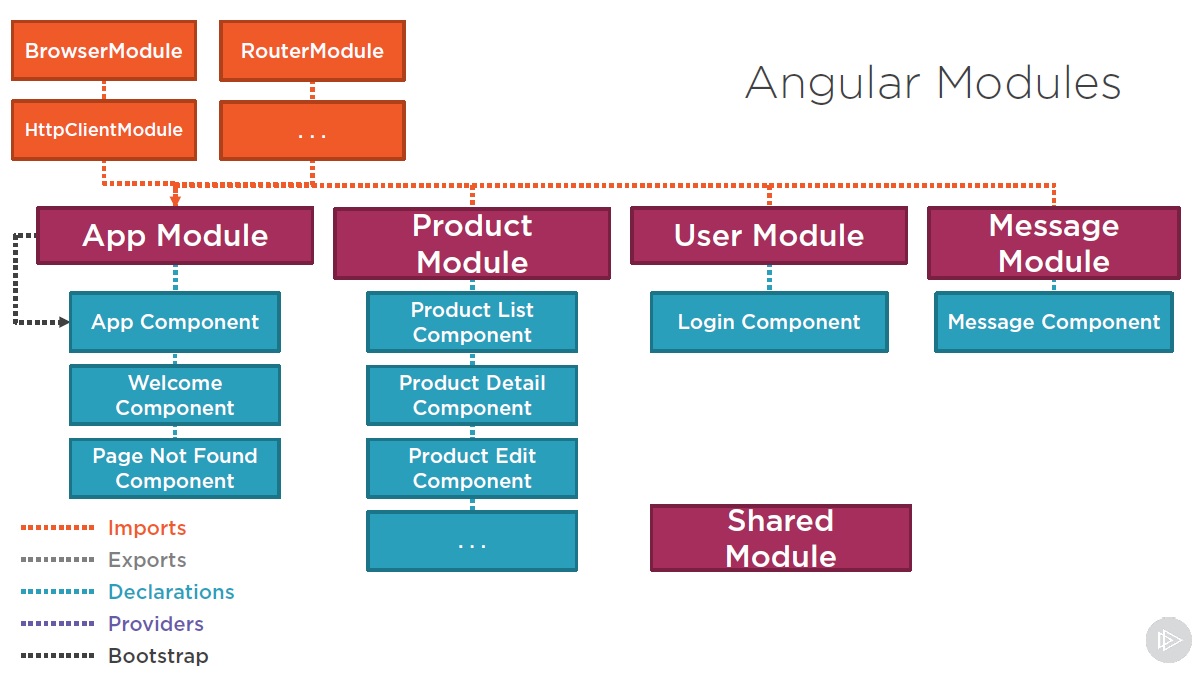 BrowserModule
RouterModule
Angular Modules
HttpClientModule
...
App Module
Product
Module
User Module
Message
Module
App Component
Product List
Component
Login Component
Message Component
Welcome
Component
Product Detail
Component
Page Not Found
Component
Product Edit
Component
...
Shared
Module
Imports
Exports
Declarations
Providers
Bootstrap